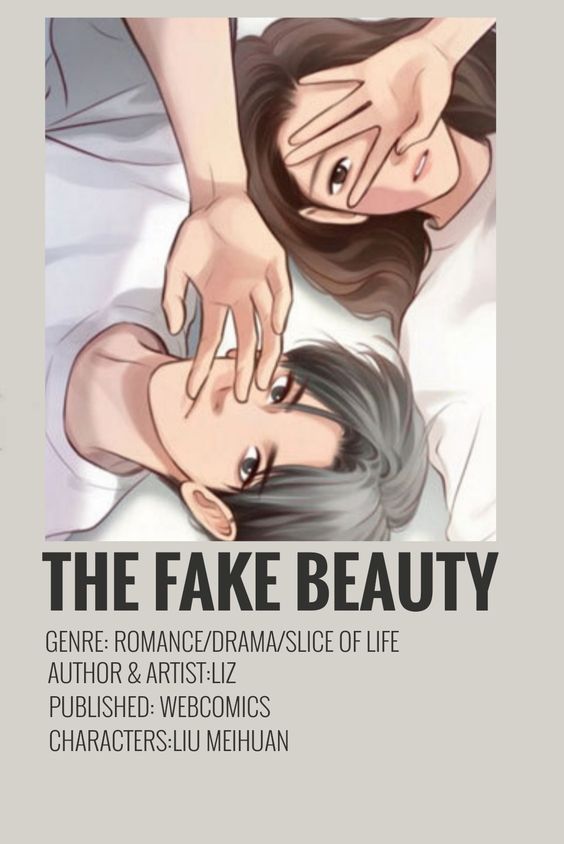 THE FAKE BEAUTY
GENRE: ROMANCE/DRAMA/SLICE OF LIFE
AUTHOR & ARTIST:LIZ
PUBLISHED: WEBCOMICS
CHARACTERS:LIU MEIHUAN